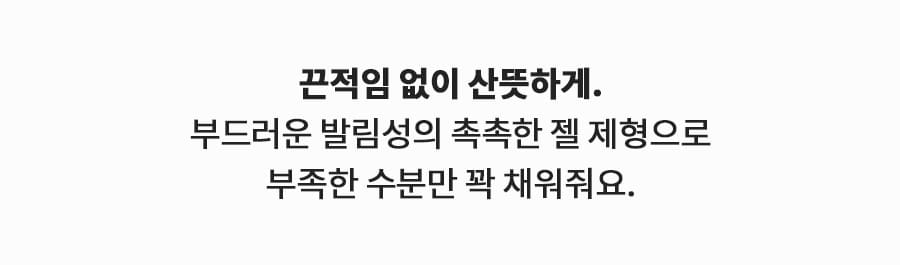 끈적임 없이 산뜻하게.
부드러운 발림성의 촉촉한 젤 제형으로
부족한 수분만 꽉 채워줘요.